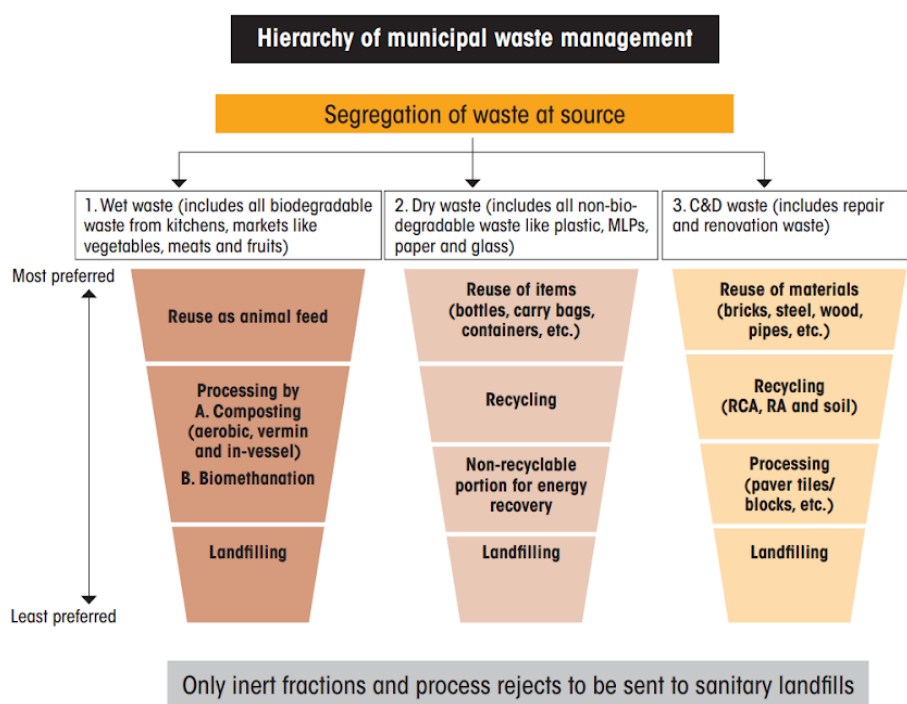 Hierarchy of municipal waste management
Segregation of waste at source
1. Wet waste (includes all biodegradable
waste from kitchens, markets like
vegetables, meats and fruits)
2. Dry waste (includes all non-bio-
degradable waste like plastic, MLPs,
paper and glass)
3. C&D waste (includes repair
and renovation waste)
Most preferred
Least preferred
Reuse as animal feed
Processing by
A. Composting
(aerobic, vermin
and in-vessel)
B. Biomethanation
Landfilling
Reuse of items
(bottles, carry bags,
containers, etc.)
Recycling
Non-recyclable
portion for energy
recovery
Landfilling
Reuse of materials
(bricks, steel, wood,
pipes, etc.)
Recycling
(RCA, RA and soil)
Processing
(paver tiles/
blocks, etc.)
Landfilling
Only inert fractions and process rejects to be sent to sanitary landfills